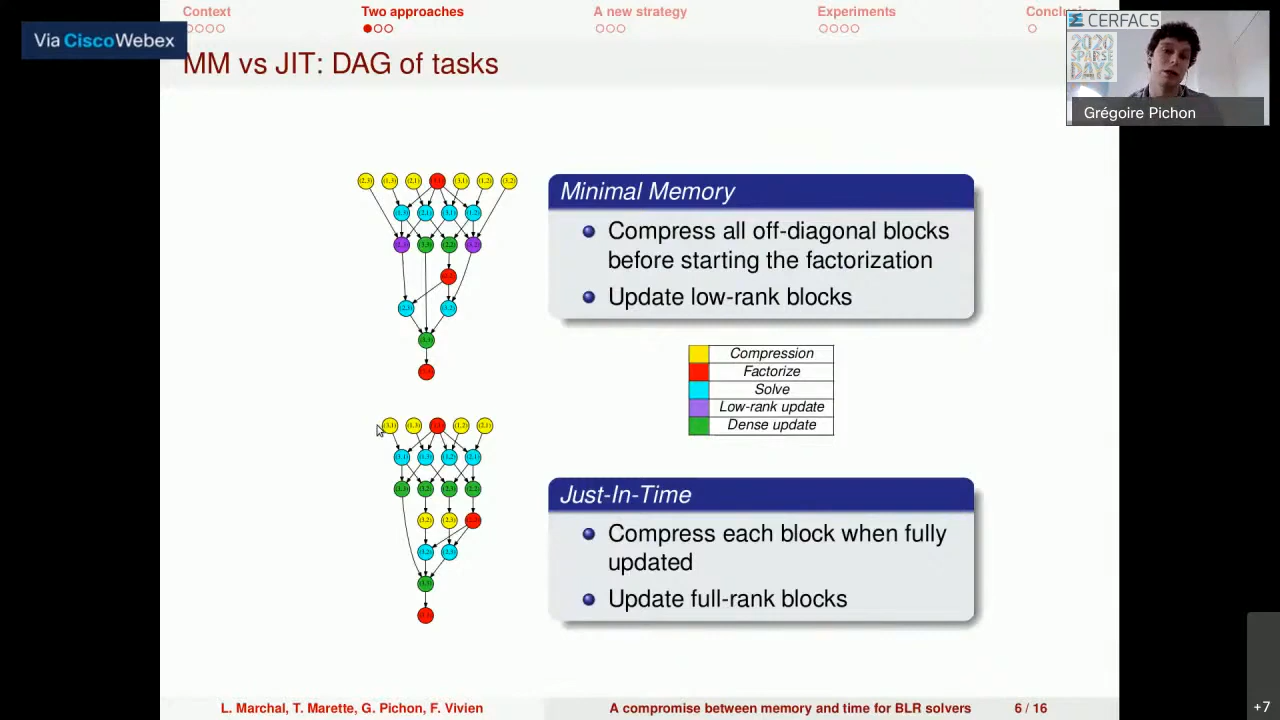 Context
Two approaches
A new strategy
Experiments
Via CiscoWebex
MM vs JIT: DAG of tasks
CERFACS
2020
SPARSE
DAYS
Grégoire Pichon
Minimal Memory
Compress all off-diagonal blocks
before starting the factorization
Update low-rank blocks
Compression
Factorize
Solve
Low-rank update
Dense update
Just-In-Time
Compress each block when fully
updated
Update full-rank blocks
L. Marchal, T. Marette, G. Pichon, F. Vivien
A compromise between memory and time for BLR solvers
6 / 16
+7